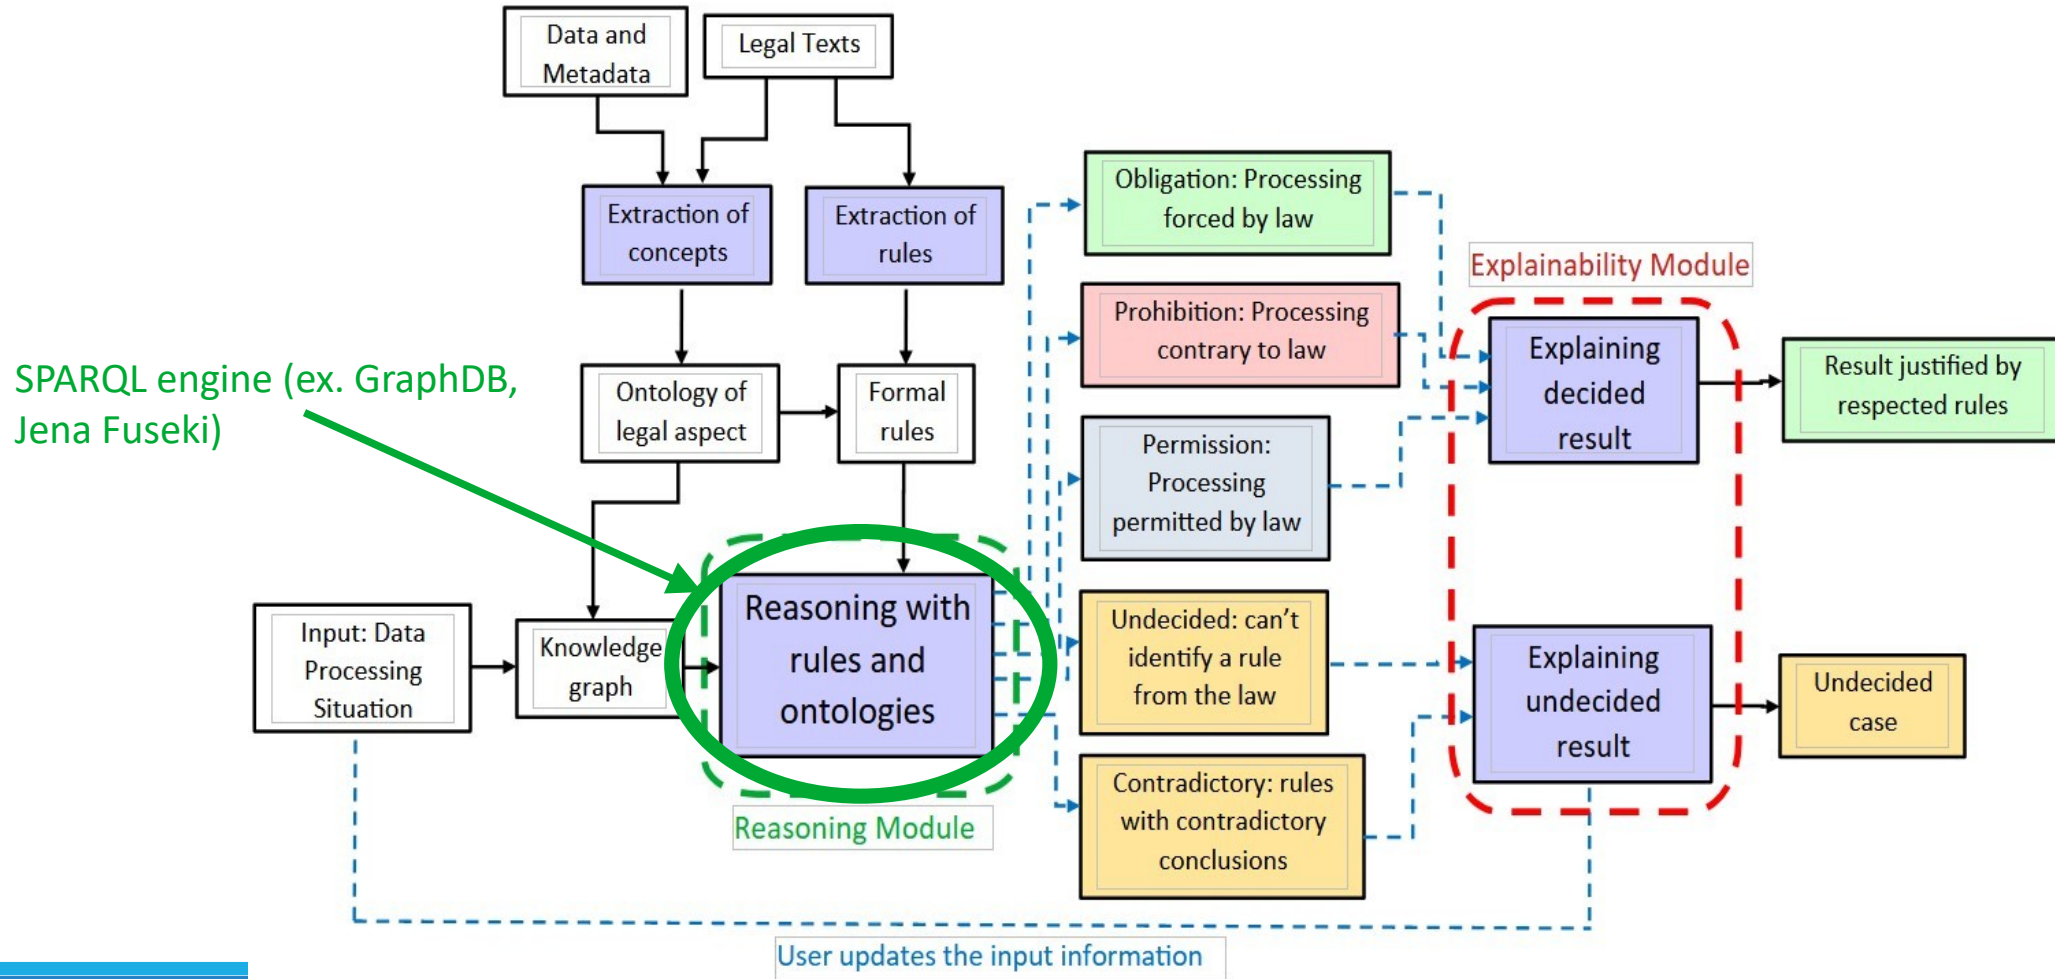 Data and
Metadata
Legal Texts
Extraction of
concepts
Extraction of
rules
Obligation: Processing
forced by law
Explainability Module
Prohibition: Processing
contrary to law
Explaining
decided
result
Result justified by
respected rules
SPARQL engine (ex. GraphDB,
Jena Fuseki)
Ontology of
legal aspect
Formal
rules
Permission:
Processing
permitted by law
Input: Data
Processing
Situation
Knowledge
graph
Reasoning with
rules and
ontologies
Undecided: can’t
identify a rule
from the law
Explaining
undecided
result
Undecided
case
Reasoning Module
Contradictory: rules
with contradictory
conclusions
User updates the input information